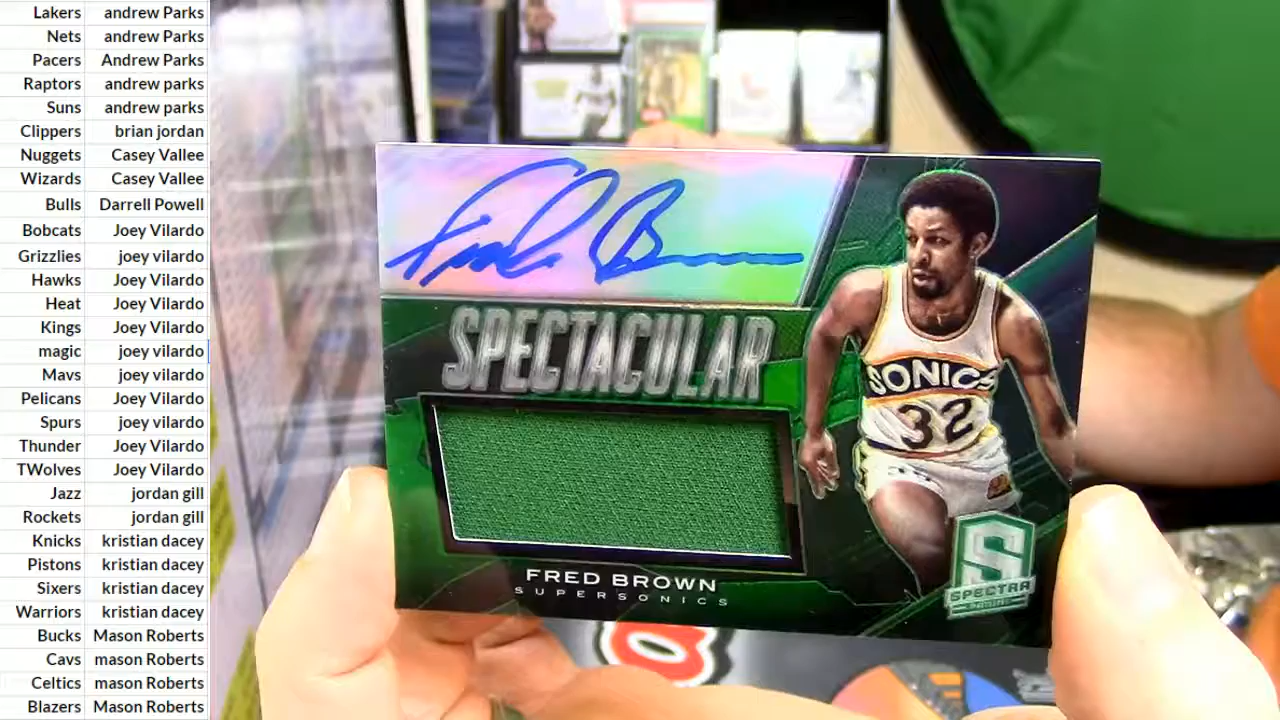 Lakers andrew Parks
Nets andrew Parks
Pacers Andrew Parks
Raptors andrew parks
Suns andrew parks
Clippers brian jordan
Nuggets Casey Vallee
Wizards Casey Vallee
Bulls Darrell Powell
Bobcats Joey Vilardo
Grizzlies joey vilardo
Hawks Joey Vilardo
Heat Joey Vilardo
Kings Joey Vilardo
magic joey vilardo
Mavs joey vilardo
Pelicans Joey Vilardo
Spurs joey vilardo
Thunder Joey Vilardo
TWolves Joey Vilardo
Jazz jordan gill
Rockets jordan gill
Knicks kristian dacey
Pistons kristian dacey
Sixers kristian dacey
Warriors kristian dacey
Bucks Mason Roberts
Cavs mason Roberts
Celtics mason Roberts
Blazers Mason Roberts
Fred Brown
SPECTACULAR
SONICS
32
FRED BROWN
SUPERSONICS
S
SPECTRA